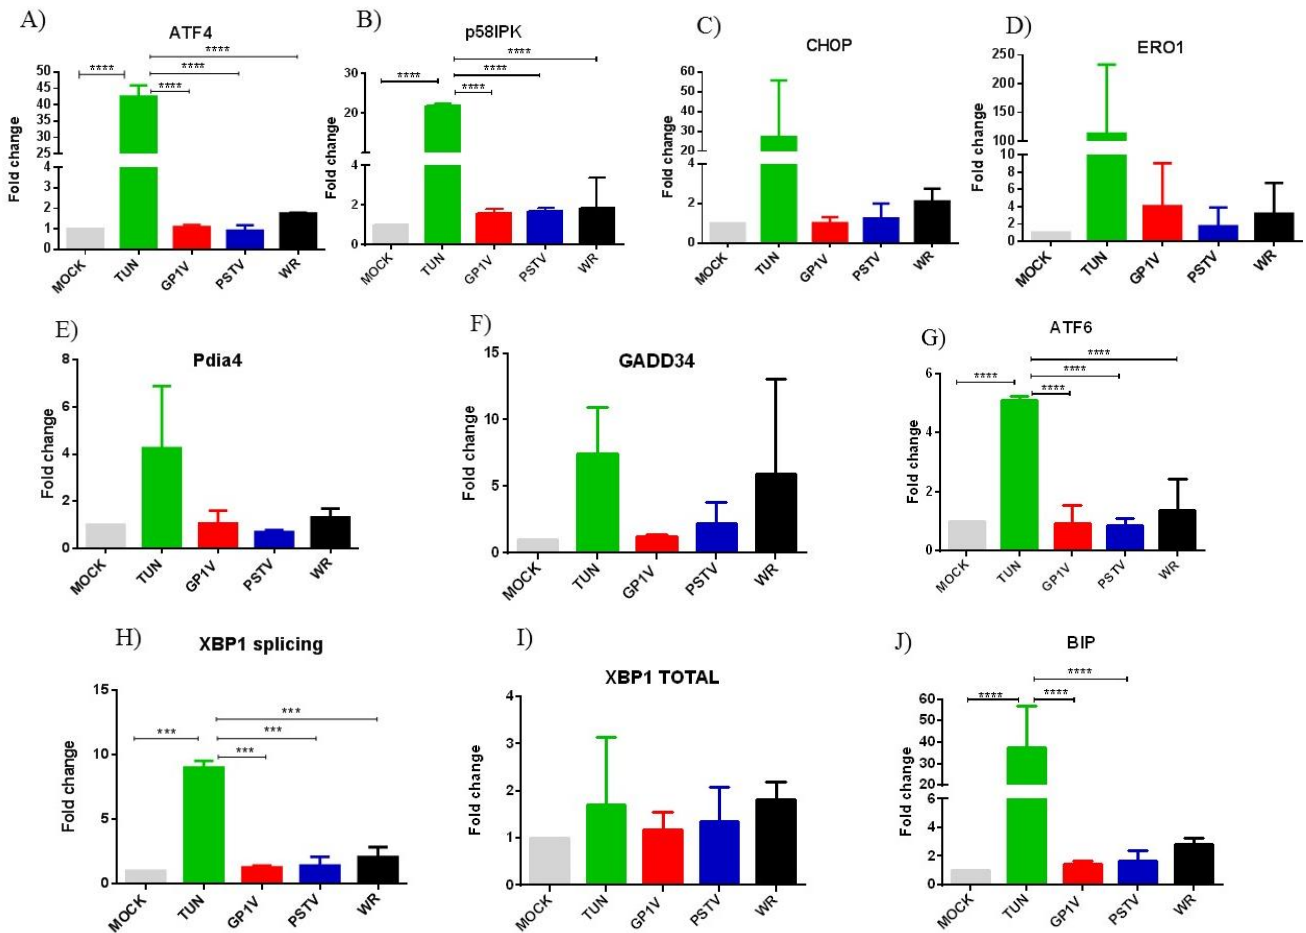 A)
ATF4
****
****
****
****
Fold change
50
45
40
35
30
25
4
3
2
1
0
MOCK
TUN
GP1V
PSTV
WR
B)
p58IPK
****
****
****
****
Fold change
30
20
4
2
0
MOCK
TUN
GP1V
PSTV
WR
C)
CHOP
Fold change
60
50
40
30
20
4
2
0
MOCK
TUN
GP1V
PSTV
WR
D)
ERO1
Fold change
250
200
150
100
10
8
6
4
2
0
MOCK
TUN
GP1V
PSTV
WR
E)
Pdia4
Fold change
8
6
4
2
0
MOCK
TUN
GP1V
PSTV
WR
F)
GADD34
Fold change
15
10
5
0
MOCK
TUN
GP1V
PSTV
WR
G)
ATF6
****
****
****
****
Fold change
6
4
2
0
MOCK
TUN
GP1V
PSTV
WR
H)
XBP1 splicing
***
***
***
***
Fold change
15
10
5
0
MOCK
TUN
GP1V
PSTV
WR
I)
XBP1 TOTAL
Fold change
4
3
2
1
0
MOCK
TUN
GP1V
PSTV
WR
J)
BIP
****
****
****
Fold change
60
50
40
30
20
6
4
2
0
MOCK
TUN
GP1V
PSTV
WR